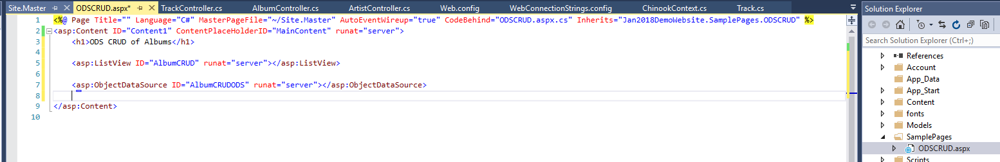 Site.Master ODSCRUD.aspx* TrackController.cs AlbumController.cs ArtistController.cs Web.config WebConnectionStrings.config ChinookContext.cs Track.cs
1 <%@ Page Title="" Language="C#" MasterPageFile="~/Site.Master" AutoEventWireup="true" CodeBehind="ODSCRUD.aspx.cs" Inherits="Jan2018DemoWebsite.SamplePages.ODSCRUD" %>
2 <asp:Content ID="Content1" ContentPlaceHolderID="MainContent" runat="server">
3 <h1>ODS CRUD of Albums</h1>
4
5 <asp:ListView ID="AlbumCRUD" runat="server"></asp:ListView>
6
7 <asp:ObjectDataSource ID="AlbumCRUDODS" runat="server"></asp:ObjectDataSource>
8
9 </asp:Content>
10
Solution Explorer
Search Solution Explorer (Ctrl+;)
References
Account
App_Data
App_Start
Content
fonts
Models
SamplePages
ODSCRUD.aspx
Scripts